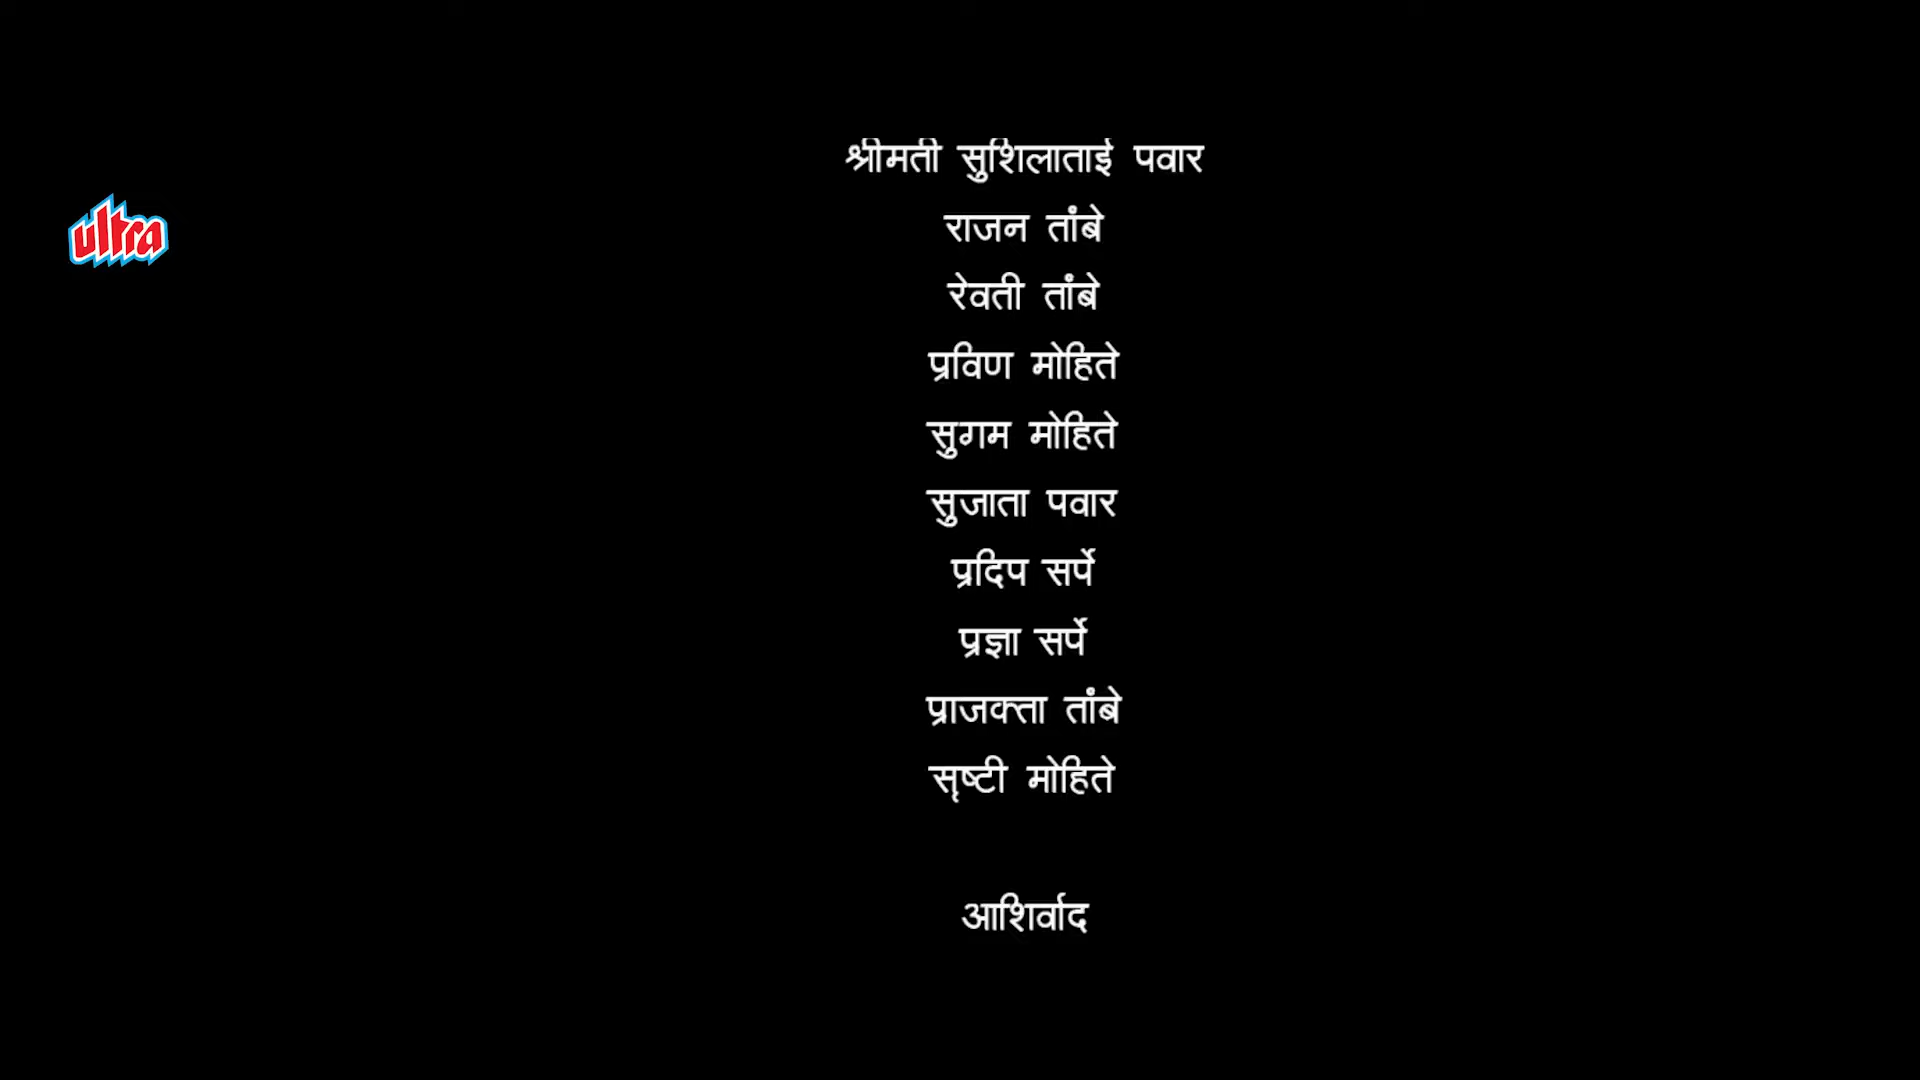 श्रीमती सुशिलाताई पवार
ultra
राजन तांबे
रेवती तांबे
प्रविण मोहिते
सुगम मोहिते
सुजाता पवार
प्रदिप सर्पे
प्रज्ञा सर्पे
प्राजक्ता तांबे
सृष्टी मोहिते
आशिर्वाद